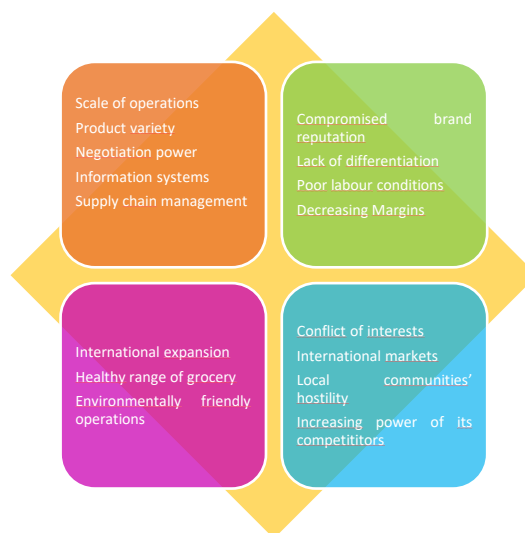 Scale of operations
Product variety
Negotiation power
Information systems
Supply chain management
Compromised brand
reputation
Lack of differentiation
Poor labour conditions
Decreasing Margins
International expansion
Healthy range of grocery
Environmentally friendly
operations
Conflict of interests
International markets
Local communities’
hostility
Increasing power of its
competititors